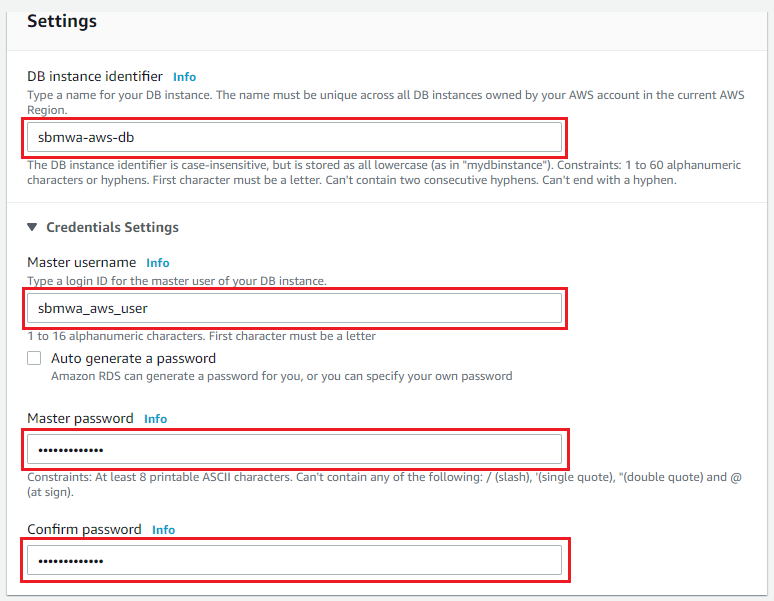 Settings
DB instance identifier Info
Type a name for your DB instance. The name must be unique across all DB instances owned by your AWS account in the current AWS
Region.
sbmwa-aws-db
The DB instance identifier is case-insensitive, but is stored as all lowercase (as in "mydbinstance"). Constraints: 1 to 60 alphanumeric
characters or hyphens. First character must be a letter. Can't contain two consecutive hyphens. Can't end with a hyphen.
▼ Credentials Settings
Master username Info
Type a login ID for the master user of your DB instance.
sbmwa_aws_user
1 to 16 alphanumeric characters. First character must be a letter
Auto generate a password
Amazon RDS can generate a password for you, or you can specify your own password
Master password Info
•••••••••••••
Constraints: At least 8 printable ASCII characters. Can't contain any of the following: / (slash), '(single quote), "(double quote) and @
(at sign).
Confirm password Info
•••••••••••••